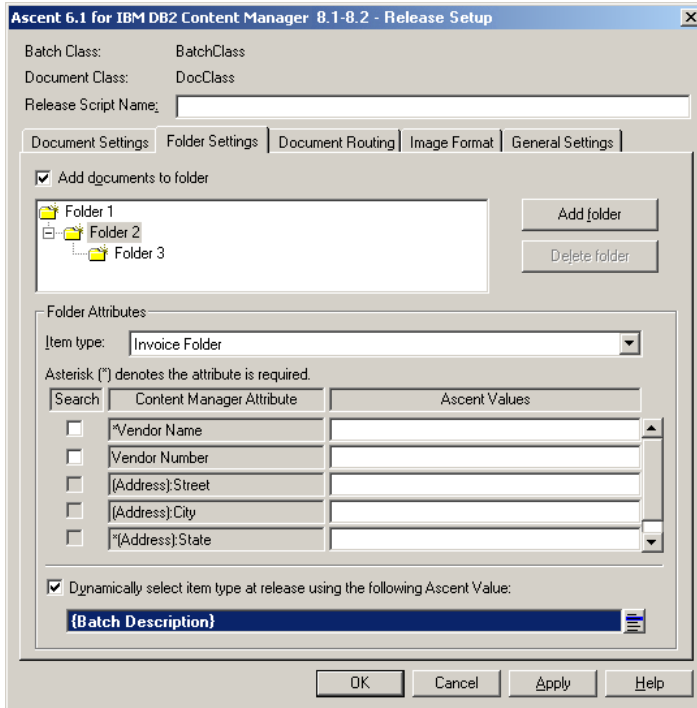 Ascent 6.1 for IBM DB2 Content Manager 8.1-8.2 - Release Setup
Batch Class: BatchClass
Document Class: DocClass
Release Script Name:
Document Settings Folder Settings Document Routing Image Format General Settings
Add documents to folder
Folder 1
Folder 2
Folder 3
Add folder
Delete folder
Folder Attributes
Item type: Invoice Folder
Asterisk (*) denotes the attribute is required.
Search Content Manager Attribute Ascent Values
*Vendor Name
Vendor Number
(Address):Street
(Address):City
*(Address):State
Dynamically select item type at release using the following Ascent Value:
{Batch Description}
OK Cancel Apply Help